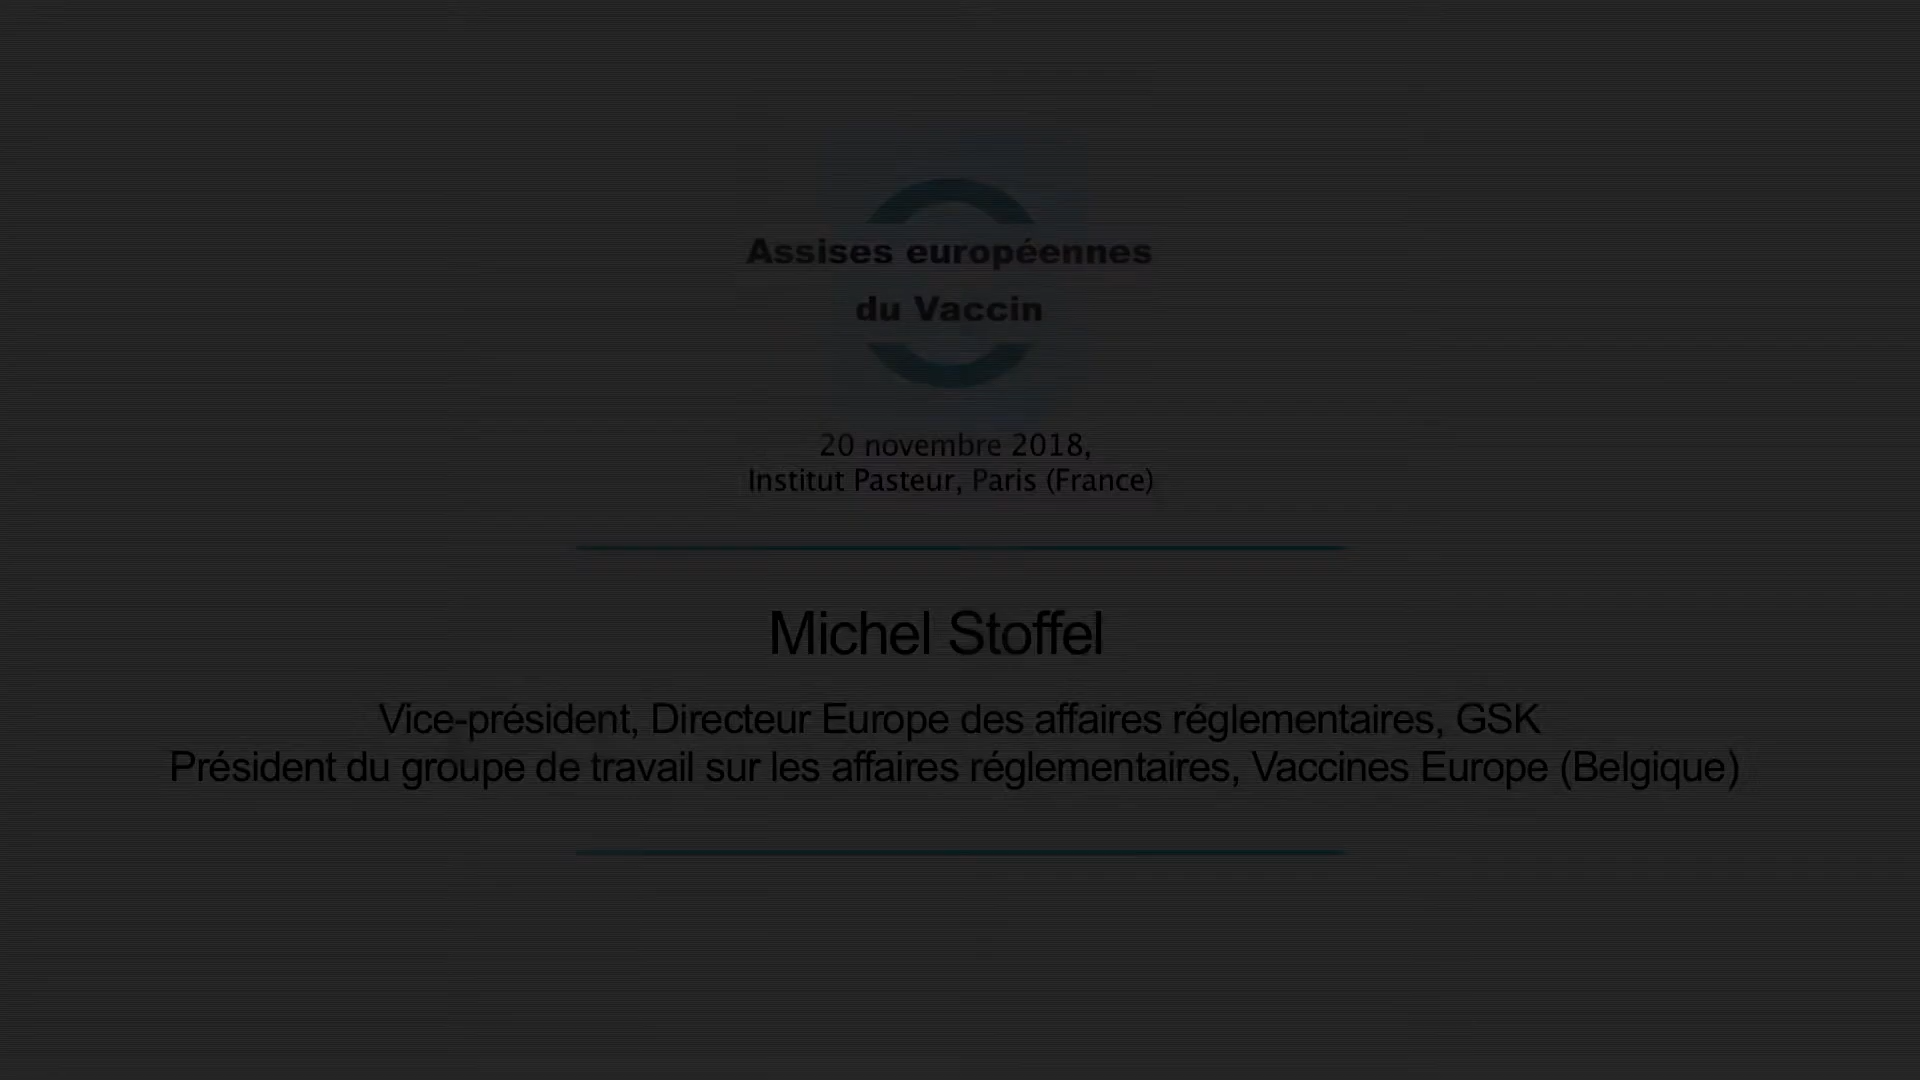 Assises européennes
du Vaccin
20 novembre 2018,
Institut Pasteur, Paris (France)
Michel Stoffel
Vice-président, Directeur Europe des affaires réglementaires, GSK
Président du groupe de travail sur les affaires réglementaires, Vaccines Europe (Belgique)